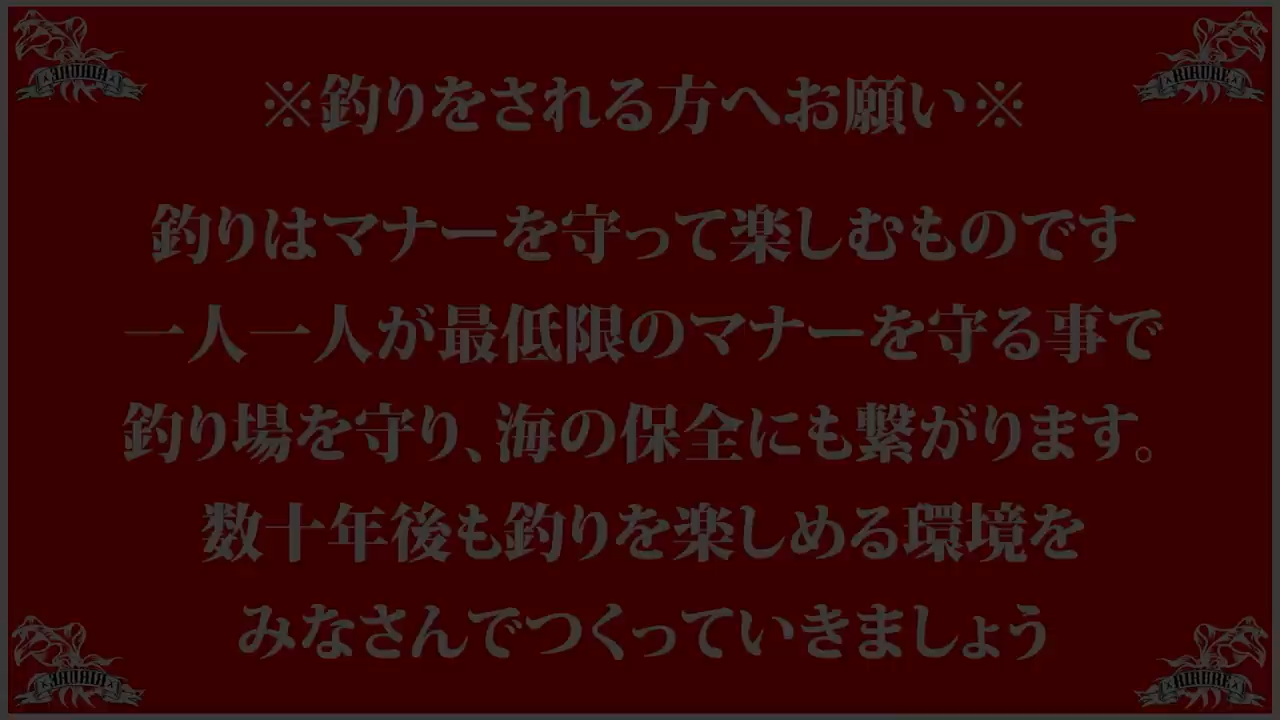 ※釣りをされる方へお願い※
釣りはマナーを守って楽しむものです
一人一人が最低限のマナーを守る事で
釣り場を守り、海の保全にも繋がります。
数十年後も釣りを楽しめる環境を
みなさんでつくっていきましょう